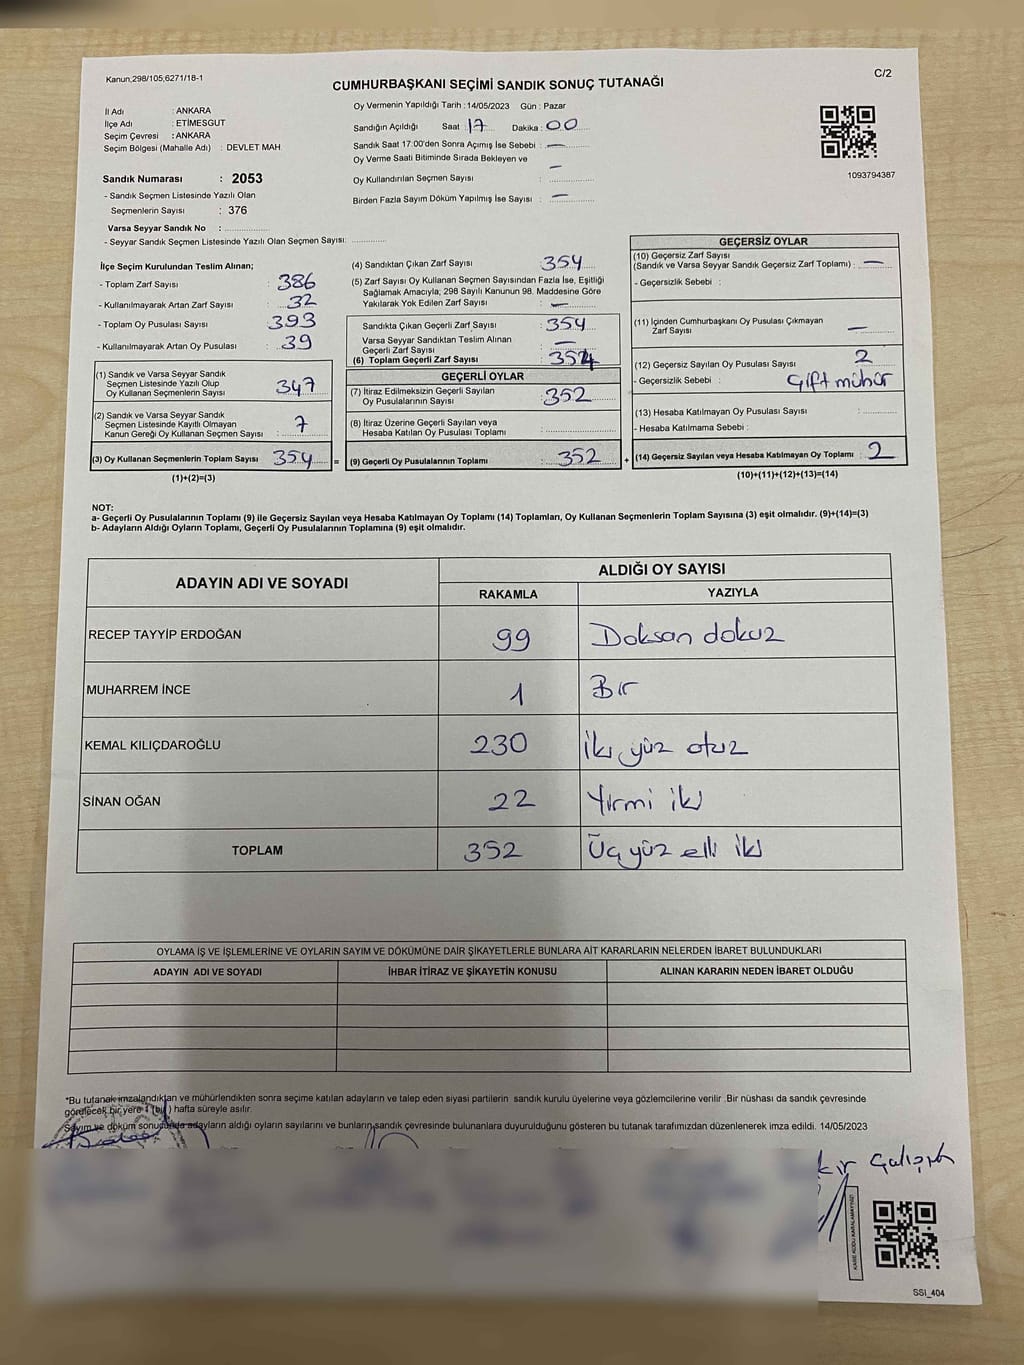 Kanun;298/105;6271/18-1
C/2
CUMHURBAŞKANI SEÇİMİ SANDIK SONUÇ TUTANAĞI
İl Adı : ANKARA
İlçe Adı : ETİMESGUT
Seçim Çevresi : ANKARA
Seçim Bölgesi (Mahalle Adı) : DEVLET MAH
Sandık Numarası : 2053
- Sandık Seçmen Listesinde Yazılı Olan
Seçmenlerin Sayısı : 376
Varsa Seyyar Sandık No :
- Seyyar Sandık Seçmen Listesinde Yazılı Olan Seçmen Sayısı:
Oy Vermenin Yapıldığı Tarih : 14/05/2023 Gün : Pazar
Sandığın Açıldığı Saat : 17 Dakika : 00
Sandık Saat 17.00'den Sonra Açımış İse Sebebi : —
Oy Verme Saati Bitiminde Sırada Bekleyen ve
Oy Kullandırılan Seçmen Sayısı : —
Birden Fazla Sayım Döküm Yapılmış İse Sayısı : —
1093794387
İlçe Seçim Kurulundan Teslim Alınan;
- Toplam Zarf Sayısı : 386
- Kullanılmayarak Artan Zarf Sayısı : 32
- Toplam Oy Pusulası Sayısı : 393
- Kullanılmayarak Artan Oy Pusulası : 39
(1) Sandık ve Varsa Seyyar Sandık
Seçmen Listesinde Yazılı Olup
Oy Kullanan Seçmenlerin Sayısı : 347
(2) Sandık ve Varsa Seyyar Sandık
Seçmen Listesinde Kayıtlı Olmayan
Kanun Gereği Oy Kullanan Seçmen Sayısı : 7
(3) Oy Kullanan Seçmenlerin Toplam Sayısı : 354 =
(1)+(2)=(3)
(4) Sandıktan Çıkan Zarf Sayısı : 354
(5) Zarf Sayısı Oy Kullanan Seçmen Sayısından Fazla İse, Eşitliği
Sağlamak Amacıyla, 298 Sayılı Kanunun 98. Maddesine Göre
Yakılarak Yok Edilen Zarf Sayısı : —
Sandıkta Çıkan Geçerli Zarf Sayısı : 354
Varsa Seyyar Sandıktan Teslim Alınan
Geçerli Zarf Sayısı : —
(6) Toplam Geçerli Zarf Sayısı : 354
GEÇERLİ OYLAR
(7) İtiraz Edilmeksizin Geçerli Sayılan
Oy Pusulalarının Sayısı : 352
(8) İtiraz Üzerine Geçerli Sayılan veya
Hesaba Katılan Oy Pusulası Toplamı :
(9) Geçerli Oy Pusulalarının Toplamı : 352 +
GEÇERSİZ OYLAR
(10) Geçersiz Zarf Sayısı
(Sandık ve Varsa Seyyar Sandık Geçersiz Zarf Toplamı) : —
- Geçersizlik Sebebi :
(11) İçinden Cumhurbaşkanı Oy Pusulası Çıkmayan
Zarf Sayısı : —
(12) Geçersiz Sayılan Oy Pusulası Sayısı : 2
- Geçersizlik Sebebi : Çift mühür
(13) Hesaba Katılmayan Oy Pusulası Sayısı :
- Hesaba Katılmama Sebebi :
(14) Geçersiz Sayılan veya Hesaba Katılmayan Oy Toplamı : 2
(10)+(11)+(12)+(13)=(14)
NOT:
a- Geçerli Oy Pusulalarının Toplamı (9) ile Geçersiz Sayılan veya Hesaba Katılmayan Oy Toplamı (14) Toplamları, Oy Kullanan Seçmenlerin Toplam Sayısına (3) eşit olmalıdır. (9)+(14)=(3)
b- Adayların Aldığı Oyların Toplamı, Geçerli Oy Pusulalarının Toplamına (9) eşit olmalıdır.
ADAYIN ADI VE SOYADI
ALDIĞI OY SAYISI
RAKAMLA YAZIYLA
RECEP TAYYİP ERDOĞAN 99 Doksan dokuz
MUHARREM İNCE 1 Bir
KEMAL KILIÇDAROĞLU 230 İki yüz otuz
SİNAN OĞAN 22 Yirmi iki
TOPLAM 352 Üç yüz elli iki
OYLAMA İŞ VE İŞLEMLERİNE VE OYLARIN SAYIM VE DÖKÜMÜNE DAİR ŞİKAYETLERLE BUNLARA AİT KARARLARIN NELERDEN İBARET BULUNDUKLARI
ADAYIN ADI VE SOYADI İHBAR İTİRAZ VE ŞİKAYETİN KONUSU ALINAN KARARIN NEDEN İBARET OLDUĞU
*Bu tutanak imzalandıktan ve mühürlendikten sonra seçime katılan adayların ve talep eden siyasi partilerin sandık kurulu üyelerine veya gözlemcilerine verilir .Bir nüshası da sandık çevresinde
görülecek bir yere 1 (bir) hafta süreyle asılır.
Sayım ve döküm sonucunda adayların aldığı oyların sayılarını ve bunların sandık çevresinde bulunanlara duyurulduğunu gösteren bu tutanak tarafımızdan düzenlenerek imza edildi. 14/05/2023
SSI_404